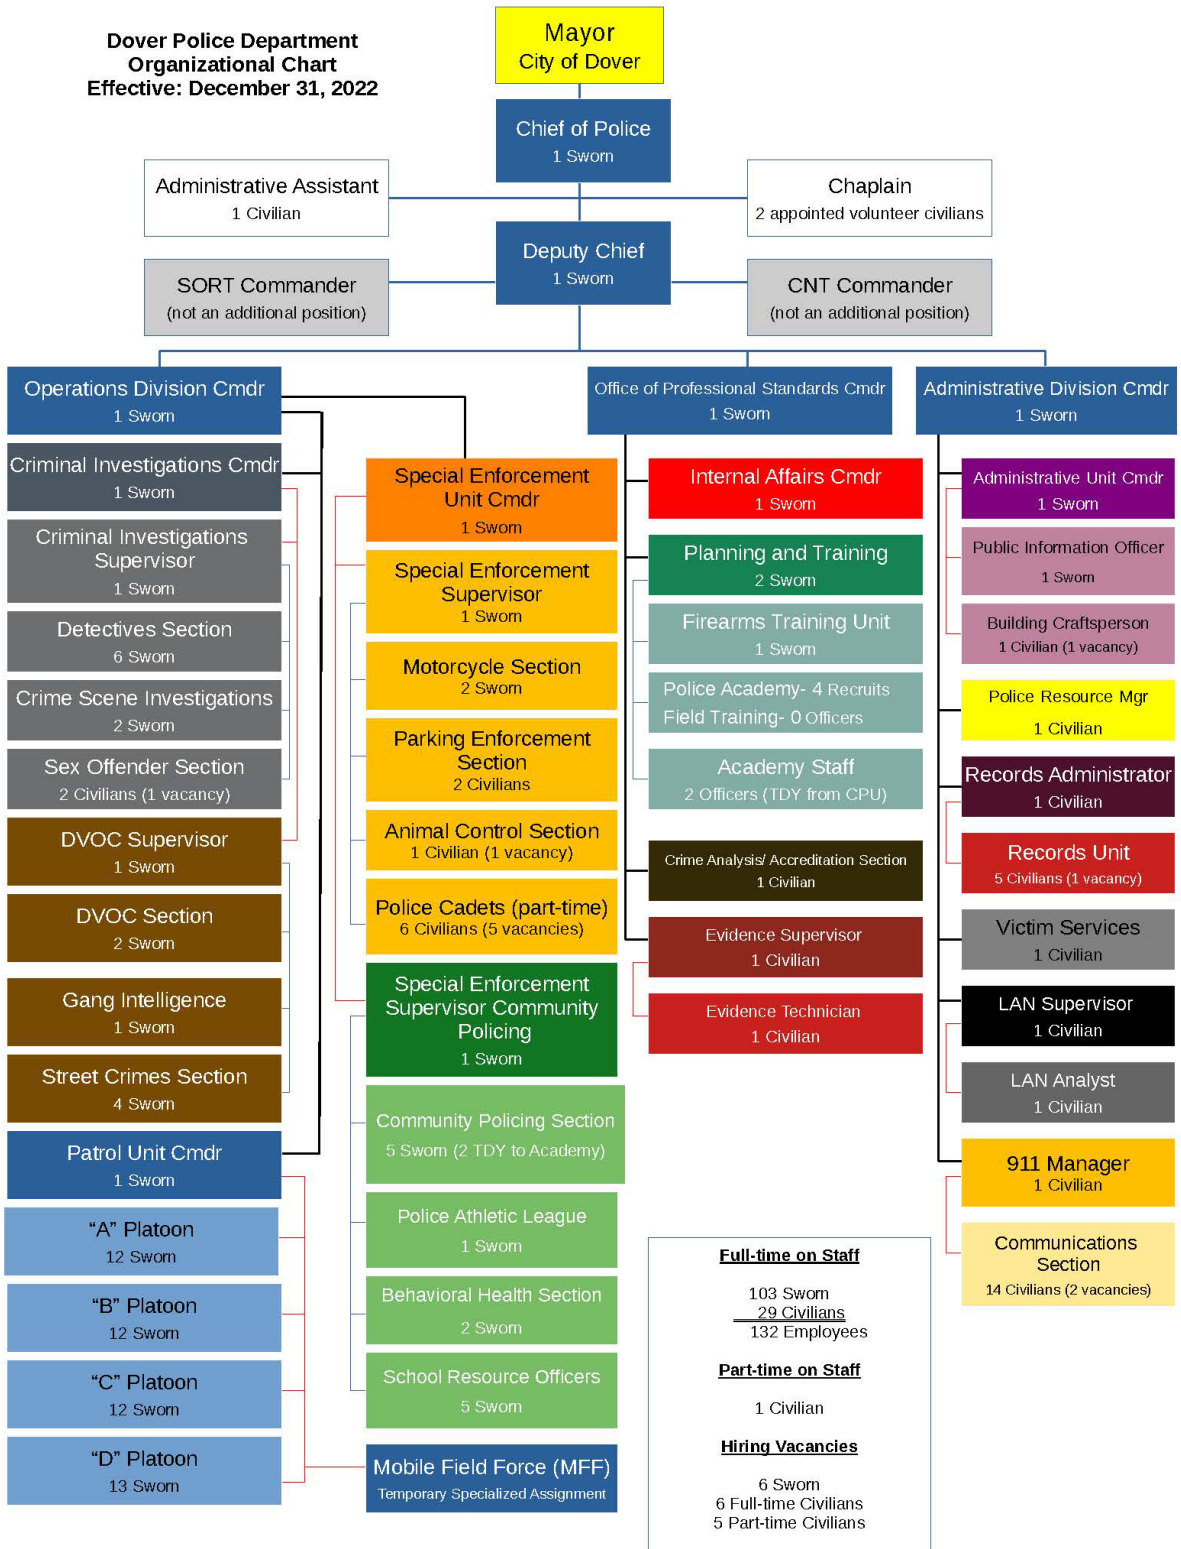 Dover Police Department
Organizational Chart
Effective: December 31, 2022
Mayor
City of Dover
Chief of Police
1 Sworn
Administrative Assistant
1 Civilian
Chaplain
2 appointed volunteer civilians
Deputy Chief
1 Sworn
SORT Commander
(not an additional position)
CNT Commander
(not an additional position)
Operations Division Cmdr
1 Sworn
Office of Professional Standards Cmdr
1 Sworn
Administrative Division Cmdr
1 Sworn
Criminal Investigations Cmdr
1 Sworn
Criminal Investigations
Supervisor
1 Sworn
Detectives Section
6 Sworn
Crime Scene Investigations
2 Sworn
Sex Offender Section
2 Civilians (1 vacancy)
DVOC Supervisor
1 Sworn
DVOC Section
2 Sworn
Gang Intelligence
1 Sworn
Street Crimes Section
4 Sworn
Patrol Unit Cmdr
1 Sworn
“A” Platoon
12 Sworn
“B” Platoon
12 Sworn
“C” Platoon
12 Sworn
“D” Platoon
13 Sworn
Special Enforcement
Unit Cmdr
1 Sworn
Special Enforcement
Supervisor
1 Sworn
Motorcycle Section
2 Sworn
Parking Enforcement
Section
2 Civilians
Animal Control Section
1 Civilian (1 vacancy)
Police Cadets (part-time)
6 Civilians (5 vacancies)
Special Enforcement
Supervisor Community
Policing
1 Sworn
Community Policing Section
5 Sworn (2 TDY to Academy)
Police Athletic League
1 Sworn
Behavioral Health Section
2 Sworn
School Resource Officers
5 Sworn
Mobile Field Force (MFF)
Temporary Specialized Assignment
Internal Affairs Cmdr
1 Sworn
Planning and Training
2 Sworn
Firearms Training Unit
1 Sworn
Police Academy- 4 Recruits
Field Training- 0 Officers
Academy Staff
2 Officers (TDY from CPU)
Crime Analysis/ Accreditation Section
1 Civilian
Evidence Supervisor
1 Civilian
Evidence Technician
1 Civilian
Administrative Unit Cmdr
1 Sworn
Public Information Officer
1 Sworn
Building Craftsperson
1 Civilian (1 vacancy)
Police Resource Mgr
1 Civilian
Records Administrator
1 Civilian
Records Unit
5 Civilians (1 vacancy)
Victim Services
1 Civilian
LAN Supervisor
1 Civilian
LAN Analyst
1 Civilian
911 Manager
1 Civilian
Communications
Section
14 Civilians (2 vacancies)
Full-time on Staff
103 Sworn
29 Civilians
132 Employees
Part-time on Staff
1 Civilian
Hiring Vacancies
6 Sworn
6 Full-time Civilians
5 Part-time Civilians